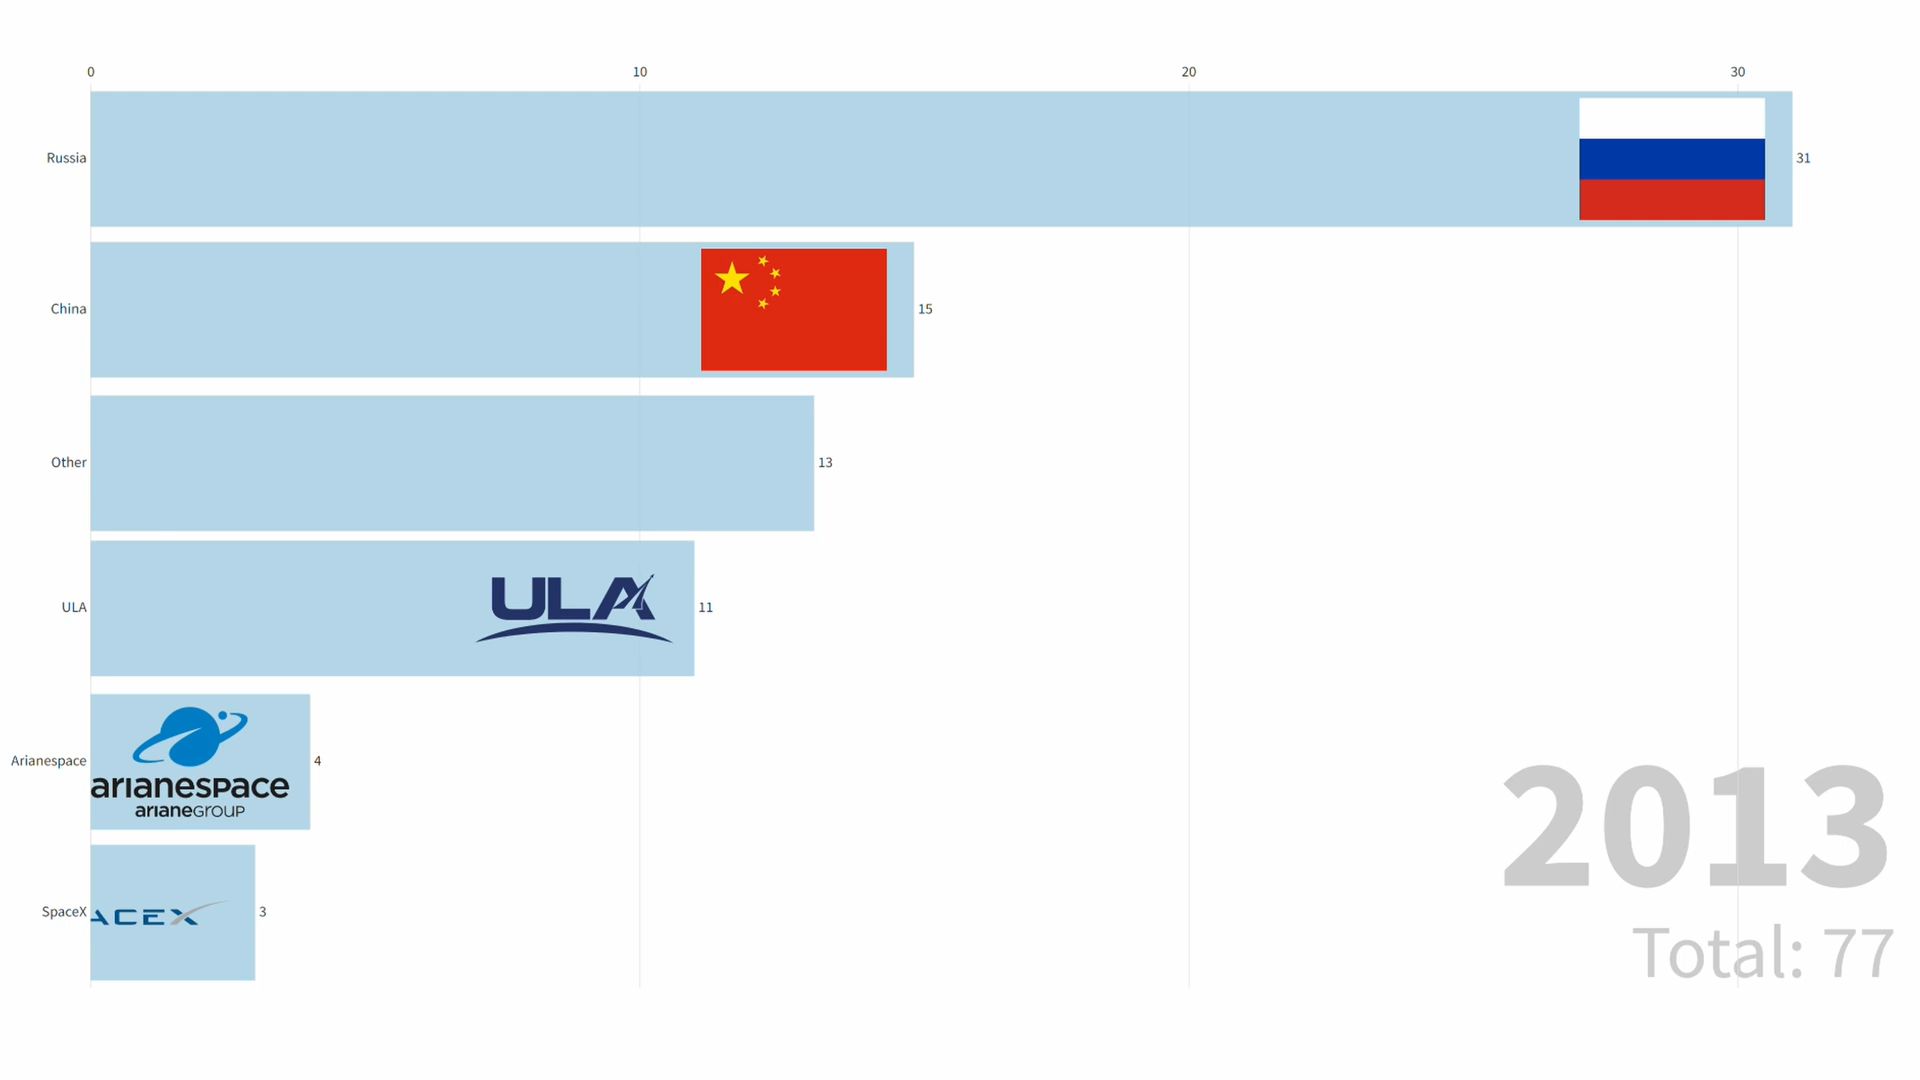 0 10 20 30
Russia 31
China 15
Other 13
ULA ULA 11
Arianespace arianespace 4
arianeGROUP
SpaceX ACEX 3
2013
Total: 77